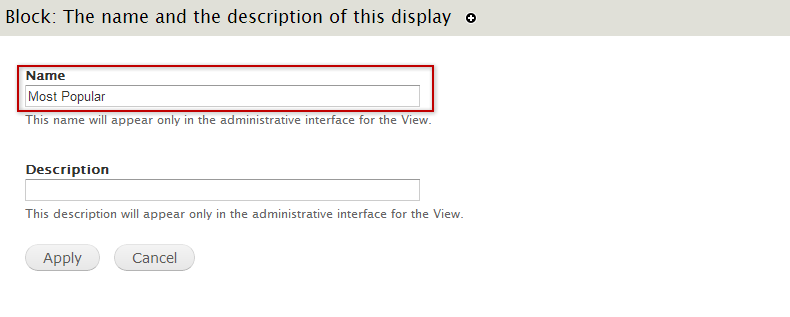 Block: The name and the description of this display
Name
Most Popular
This name will appear only in the administrative interface for the View.
Description
This description will appear only in the administrative interface for the View.
Apply Cancel